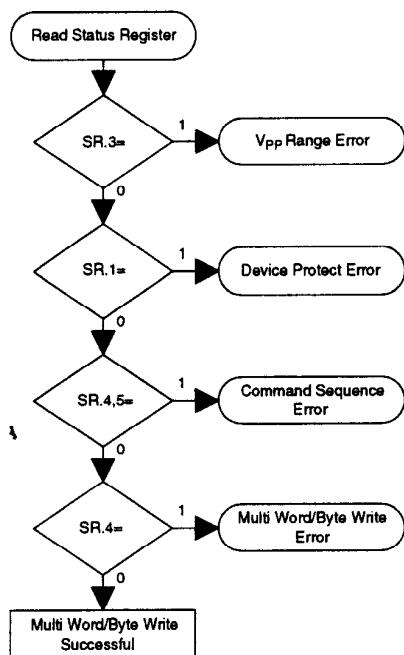 Read Status Register
SR.3=
1
VPP Range Error
0
SR.1=
1
Device Protect Error
0
SR.4,5=
1
Command Sequence
Error
0
SR.4=
1
Multi Word/Byte Write
Error
0
Multi Word/Byte Write
Successful